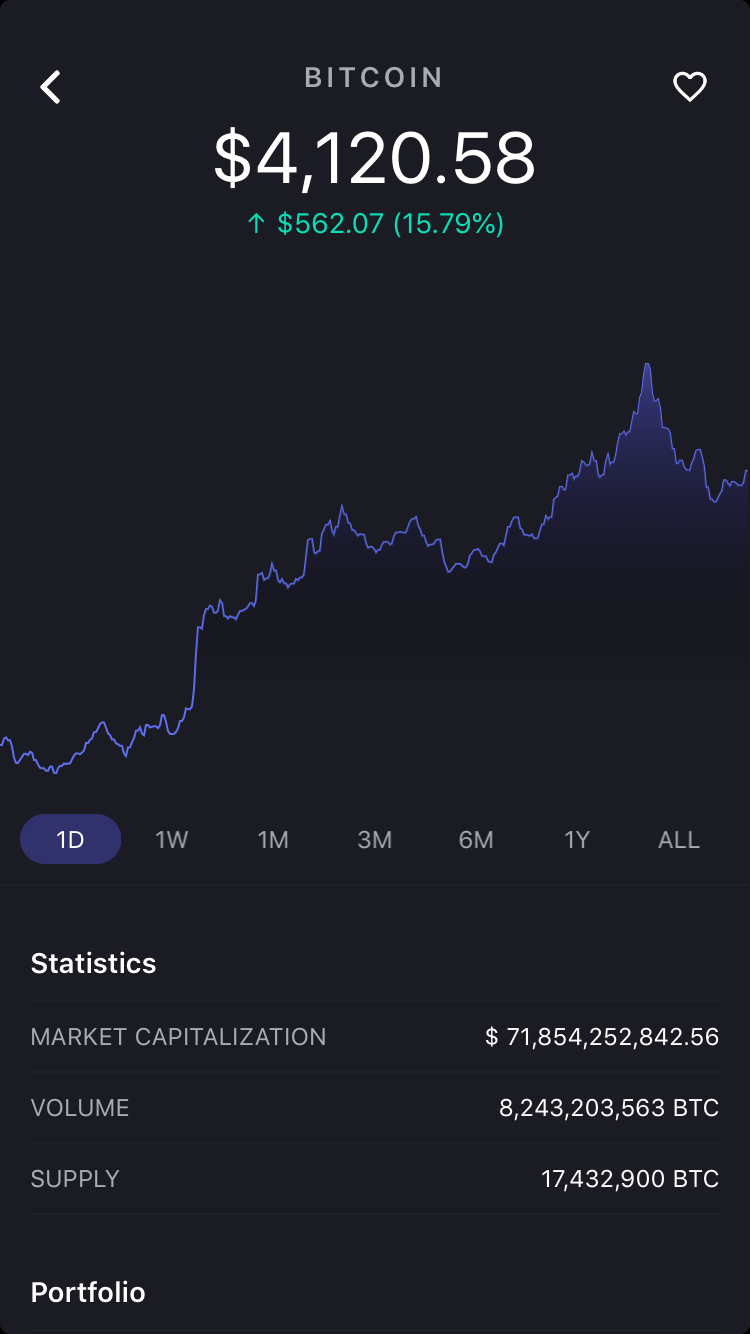 BITCOIN
$4,120.58
↑ $562.07 (15.79%)
1D 1W 1M 3M 6M 1Y ALL
Statistics
MARKET CAPITALIZATION $ 71,854,252,842.56
VOLUME 8,243,203,563 BTC
SUPPLY 17,432,900 BTC
Portfolio